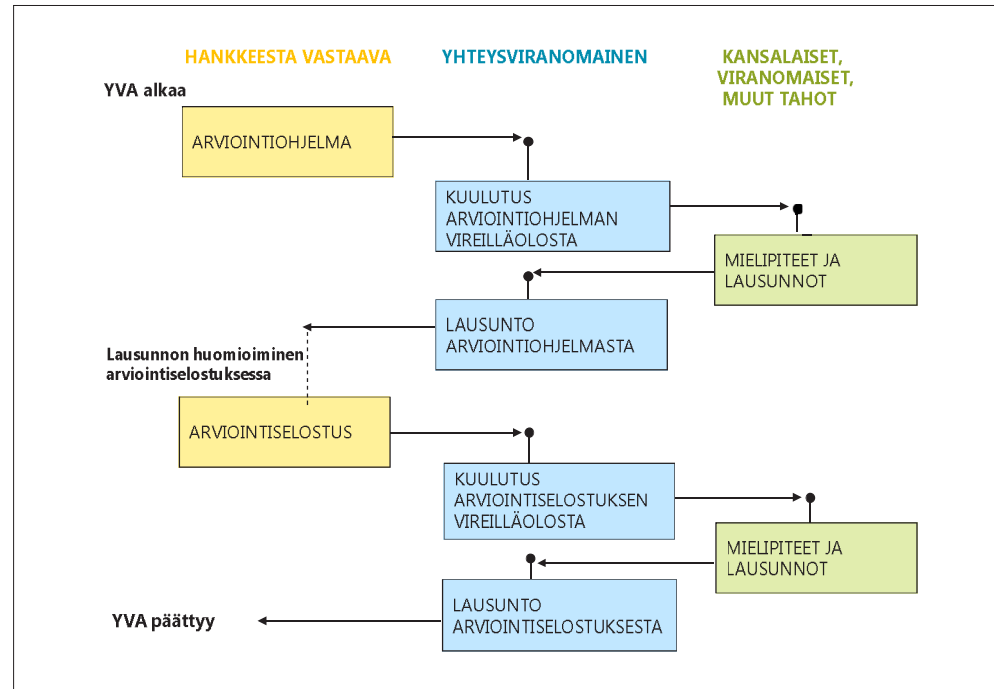 HANKKEESTA VASTAAVA
YHTEYSVIRANOMAINEN
KANSALAISET,
VIRANOMAISET,
MUUT TAHOT
YVA alkaa
ARVIOINTIOHJELMA
KUULUTUS
ARVIOINTIOHJELMAN
VIREILLÄOLOSTA
MIELIPITEET JA
LAUSUNNOT
LAUSUNTO
ARVIOINTIOHJELMASTA
Lausunnon huomioiminen
arviointiselostuksessa
ARVIOINTISELOSTUS
KUULUTUS
ARVIOINTISELOSTUKSEN
VIREILLÄOLOSTA
MIELIPITEET JA
LAUSUNNOT
LAUSUNTO
ARVIOINTISELOSTUKSESTA
YVA päättyy